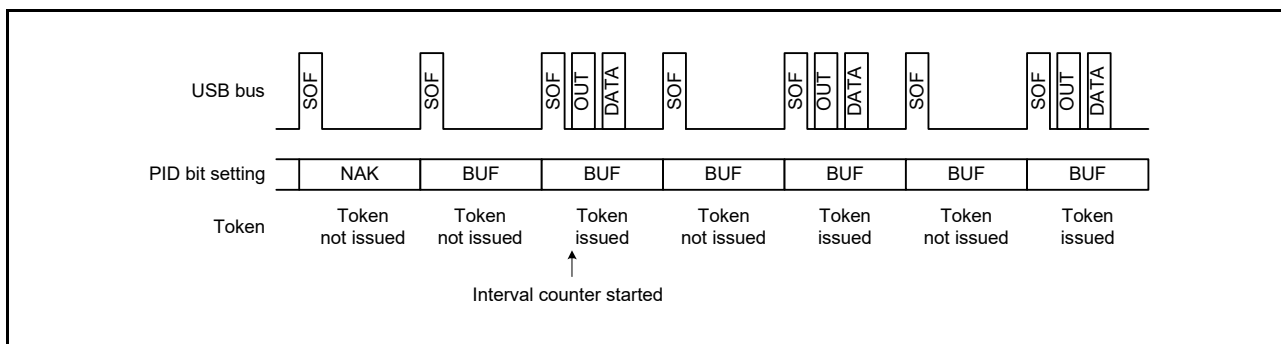 USB bus
SOF
SOF
SOF OUT DATA
SOF
SOF OUT DATA
SOF
SOF OUT DATA
PID bit setting
NAK BUF BUF BUF BUF BUF BUF
Token
Token not issued
Token not issued
Token issued
Token not issued
Token issued
Token not issued
Token issued
Interval counter started